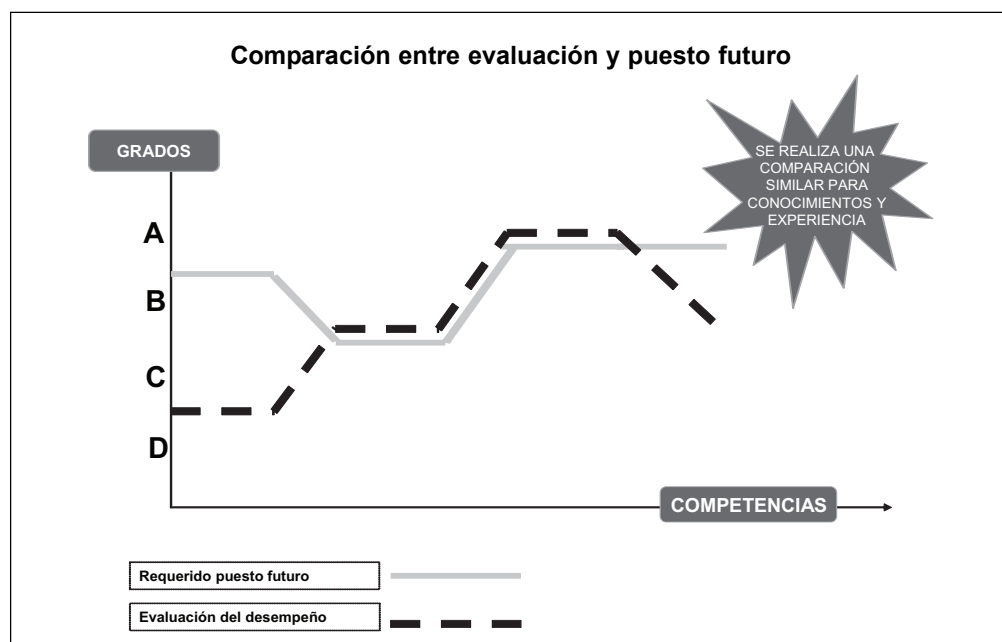 Comparación entre evaluación y puesto futuro
GRADOS
SE REALIZA UNA
COMPARACIÓN
SIMILAR PARA
CONOCIMIENTOS Y
EXPERIENCIA
A
B
C
D
COMPETENCIAS
Requerido puesto futuro
Evaluación del desempeño